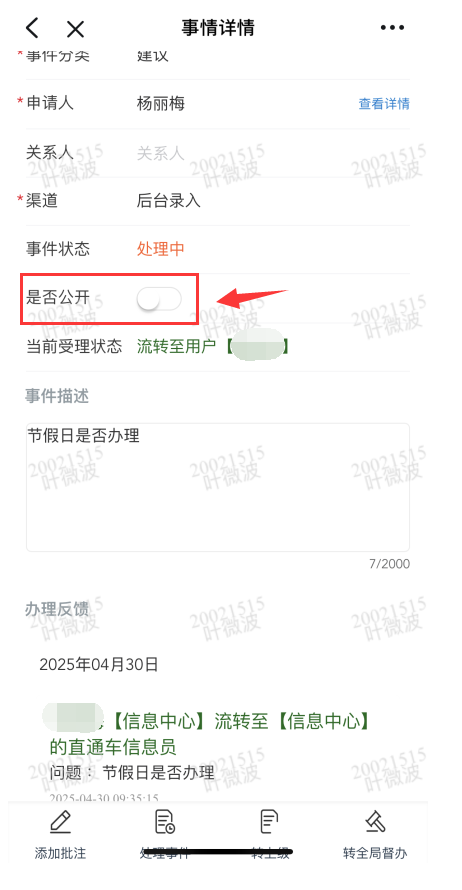 事情详情
* 事件分类 建议
* 申请人 杨丽梅 查看详情
关系人 关系人
* 渠道 后台录入
事件状态 处理中
是否公开
当前受理状态 流转至用户【 】
事件描述
节假日是否办理
7/2000
办理反馈
2025年04月30日
【信息中心】流转至【信息中心】
的直通车信息员
问题： 节假日是否办理
2025-04-30 09:35:15
添加批注 处理事件 转上级 转全局督办
20021515
叶微波